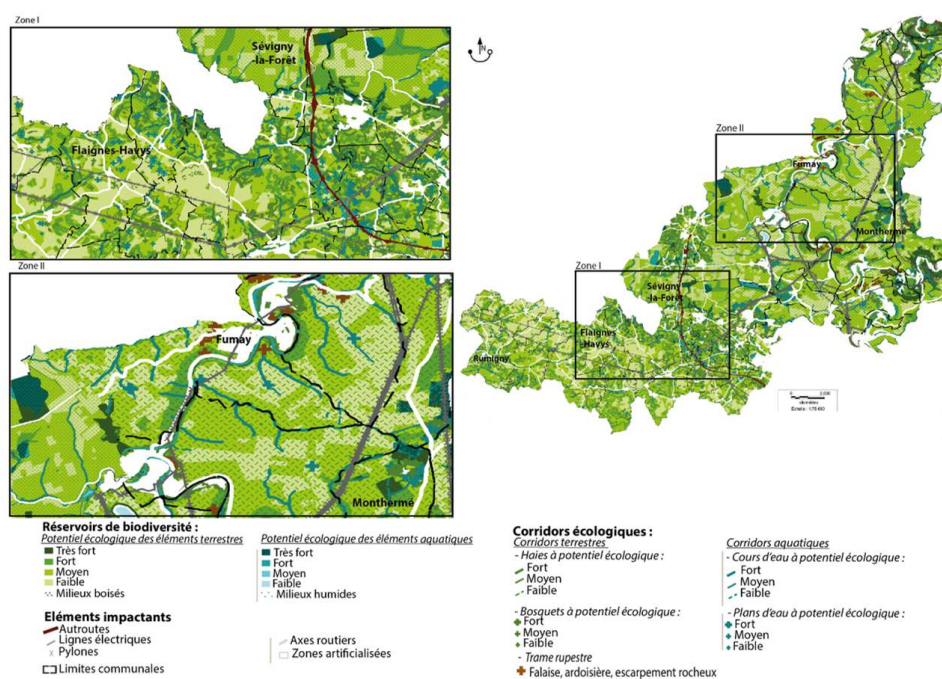 Zone I
Sévigny
-la-Forêt
Flaignes-Havys
Zone II
Fumay
Monthermé
N
Zone II
Fumay
Monthermé
Zone I
Sévigny
-la-Forêt
Flaignes
-Havys
Rumigny
kilomètres
Réservoirs de biodiversité :
Potentiel écologique des éléments terrestres
Très fort
Fort
Moyen
Faible
Milieux boisés
Potentiel écologique des éléments aquatiques
Très fort
Fort
Moyen
Faible
Milieux humides
Eléments impactants
Autroutes
Lignes électriques
Pylones
Limites communales
Axes routiers
Zones artificialisées
Corridors écologiques :
Corridors terrestres
- Haies à potentiel écologique :
Fort
Moyen
Faible
- Bosquets à potentiel écologique :
Fort
Moyen
Faible
- Trame rupestre
Falaise, ardoisière, escarpement rocheux
Corridors aquatiques
- Cours d'eau à potentiel écologique :
Fort
Moyen
Faible
- Plans d'eau à potentiel écologique :
Fort
Moyen
Faible